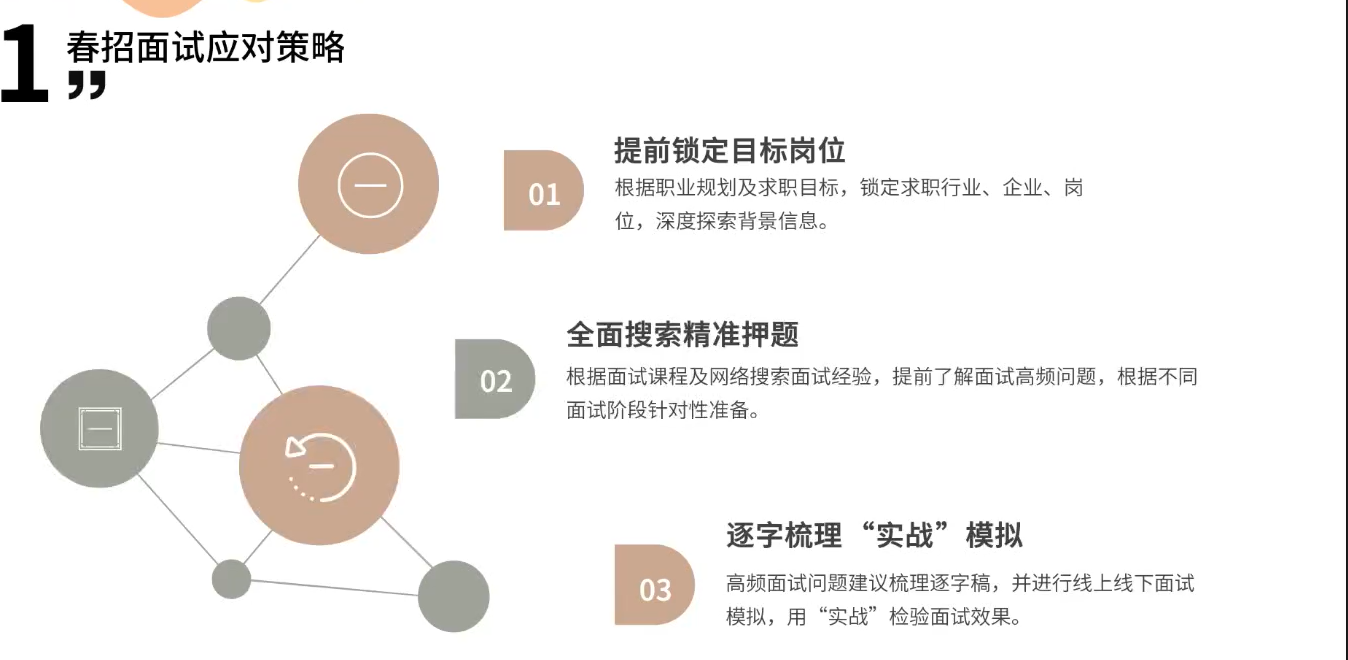 1
春招面试应对策略
”
01
提前锁定目标岗位
根据职业规划及求职目标，锁定求职行业、企业、岗
位，深度探索背景信息。
02
全面搜索精准押题
根据面试课程及网络搜索面试经验，提前了解面试高频问题，根据不同
面试阶段针对性准备。
03
逐字梳理“实战”模拟
高频面试问题建议梳理逐字稿，并进行线上线下面试
模拟，用“实战”检验面试效果。
一
二
三